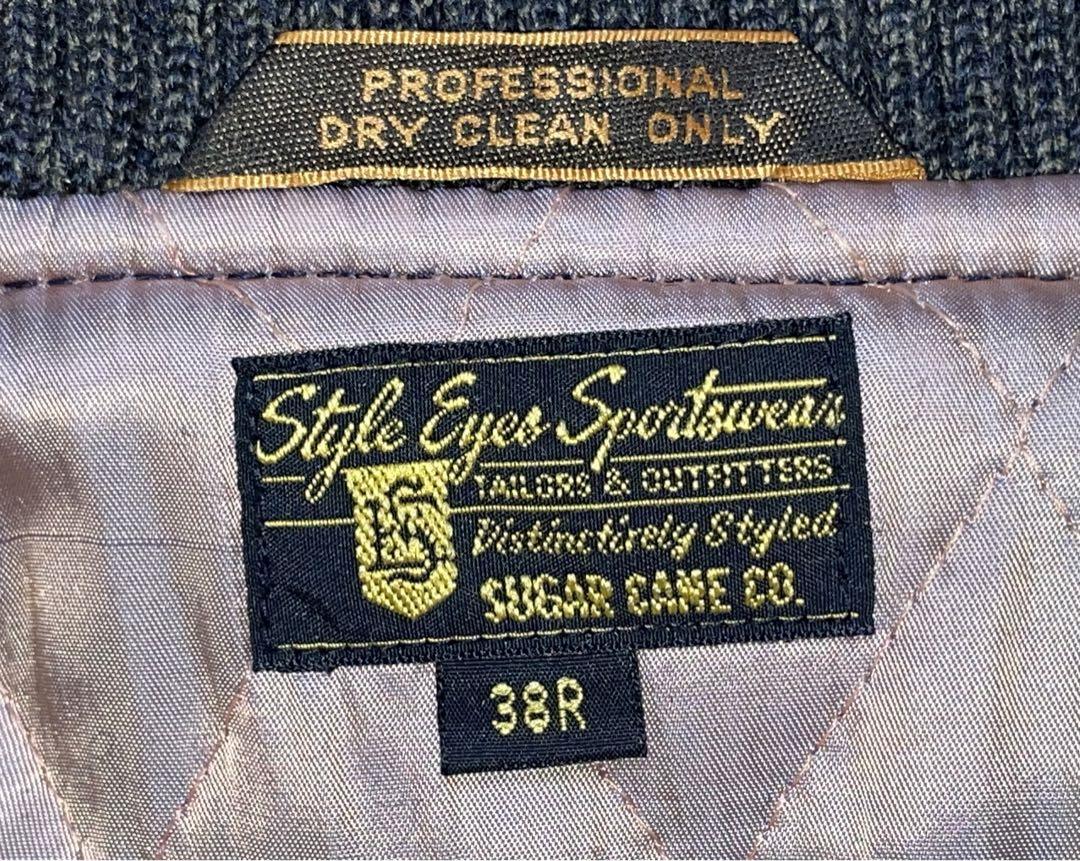 PROFESSIONAL
DRY CLEAN ONLY
Style Eyes Sportswear
TAILORS & OUTFITTERS
Distinctively Styled
SUGAR CANE CO.
38R